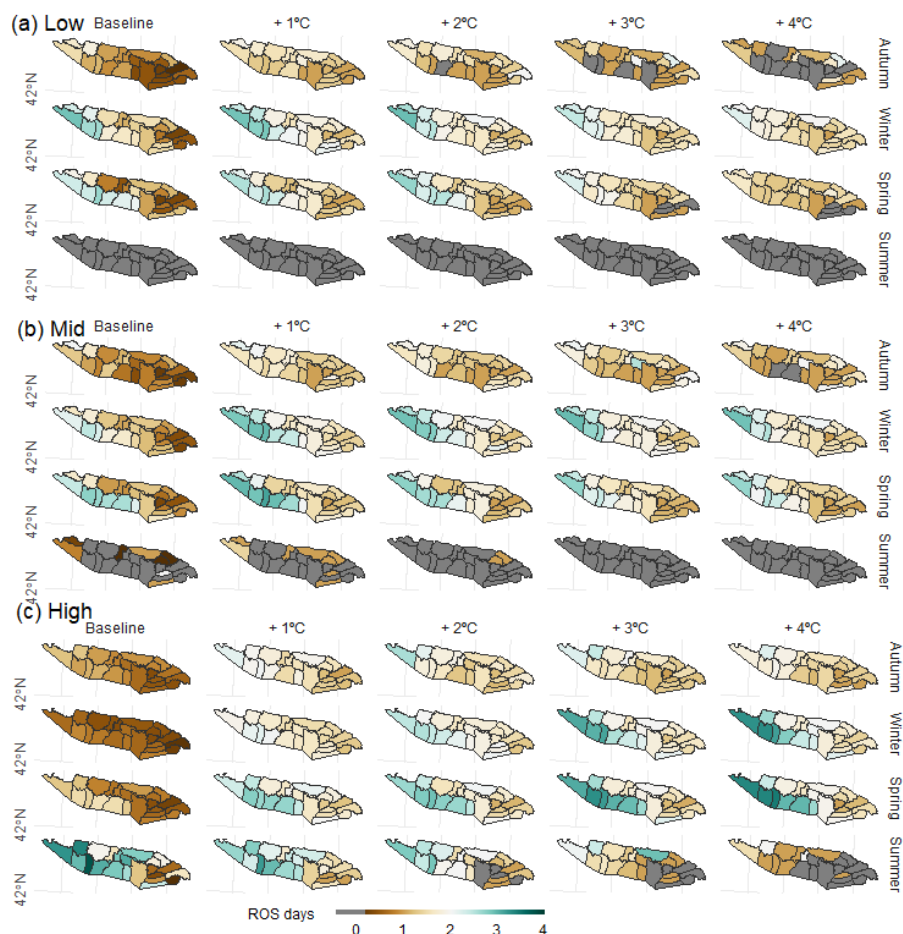 (a) Low
Baseline + 1ºC + 2ºC + 3ºC + 4ºC
42°N Autumn
42°N Winter
42°N Spring
42°N Summer
(b) Mid
Baseline + 1ºC + 2ºC + 3ºC + 4ºC
42°N Autumn
42°N Winter
42°N Spring
42°N Summer
(c) High
Baseline + 1ºC + 2ºC + 3ºC + 4ºC
42°N Autumn
42°N Winter
42°N Spring
42°N Summer
ROS days
0 1 2 3 4